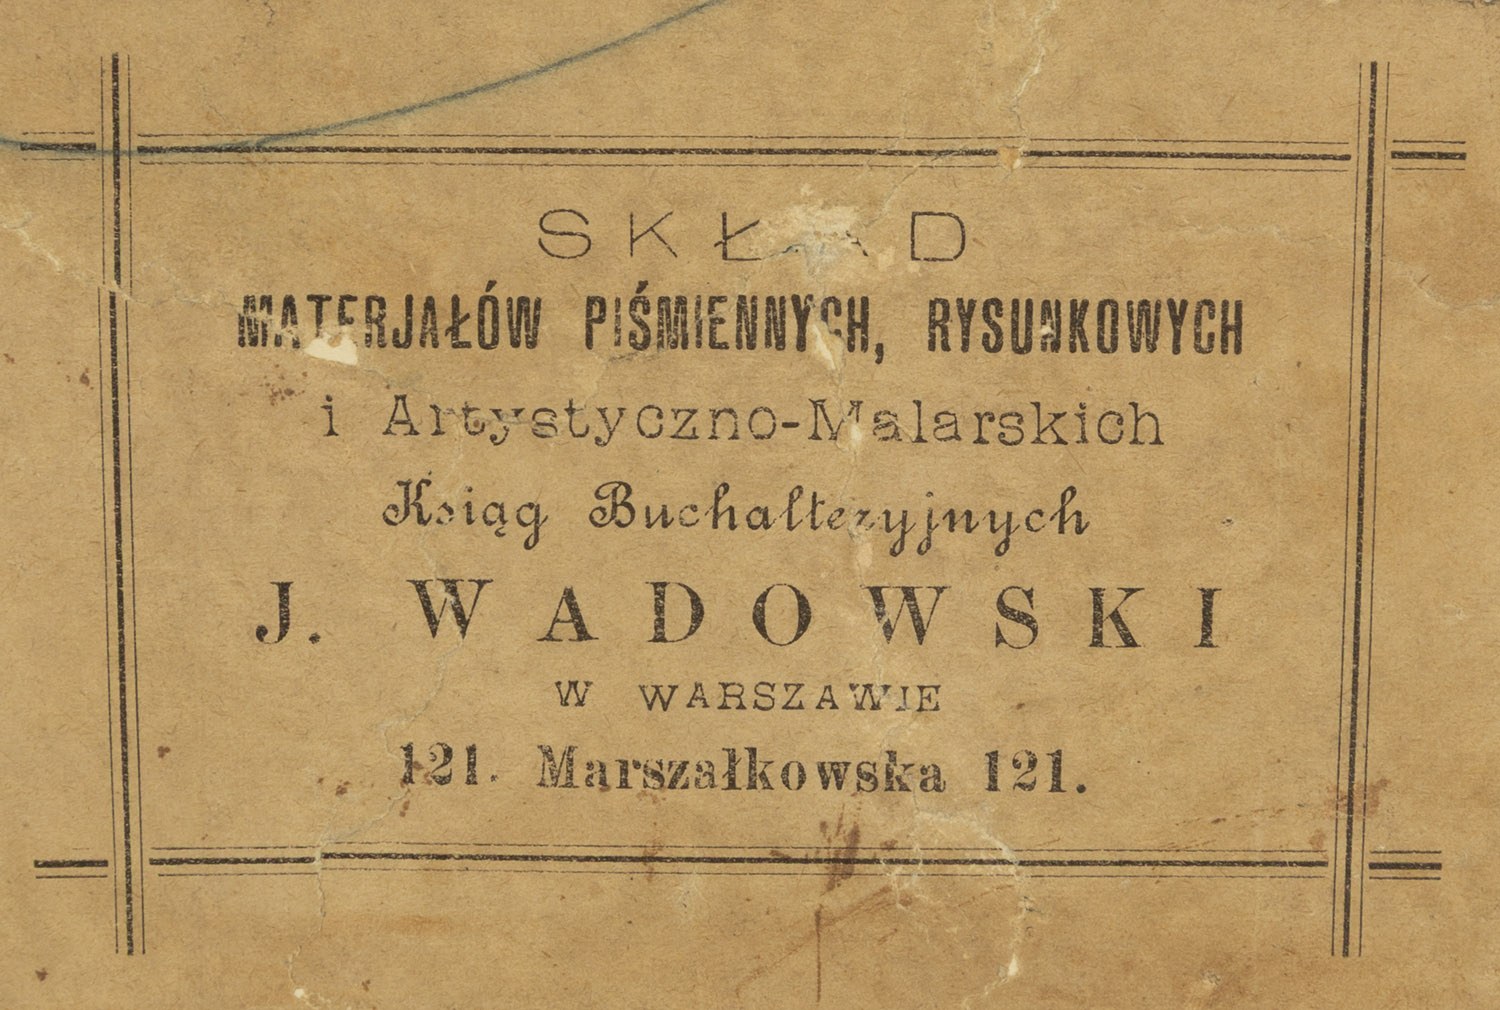 SKŁAD
MATERJAŁÓW PIŚMIENNYCH, RYSUNKOWYCH
i Artystyczno-Malarskich
Ksiąg Buchalteryjnych
J. WADOWSKI
W WARSZAWIE
121. Marszałkowska 121.